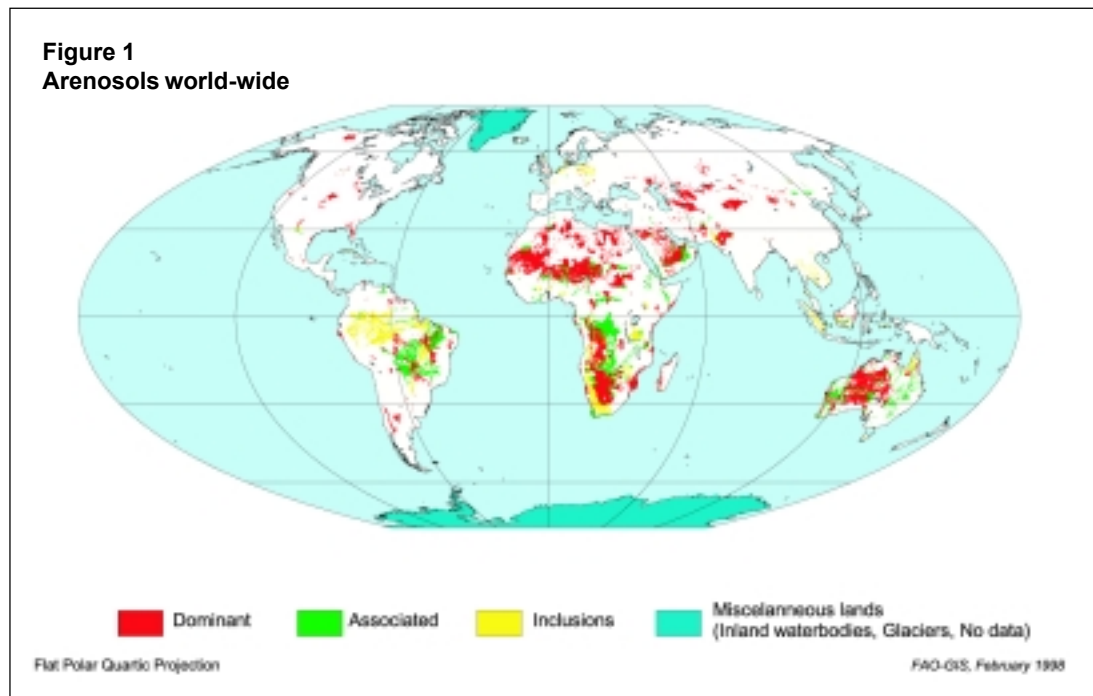 Figure 1
Arenosols world-wide
Dominant
Associated
Inclusions
Miscelanneous lands
(Inland waterbodies, Glaciers, No data)
Flat Polar Quartic Projection
FAO-GIS, February 1998